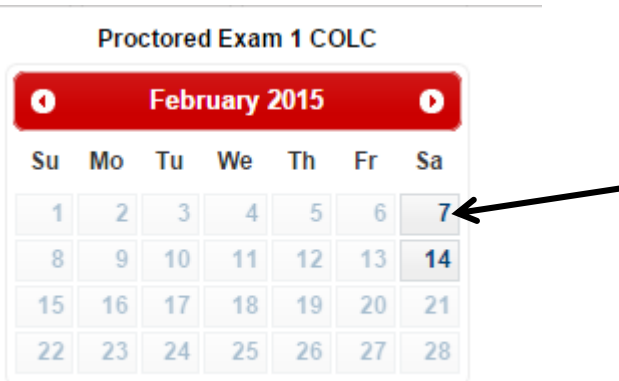 Proctored Exam 1 COLC
February 2015
Su Mo Tu We Th Fr Sa
1 2 3 4 5 6 7
8 9 10 11 12 13 14
15 16 17 18 19 20 21
22 23 24 25 26 27 28